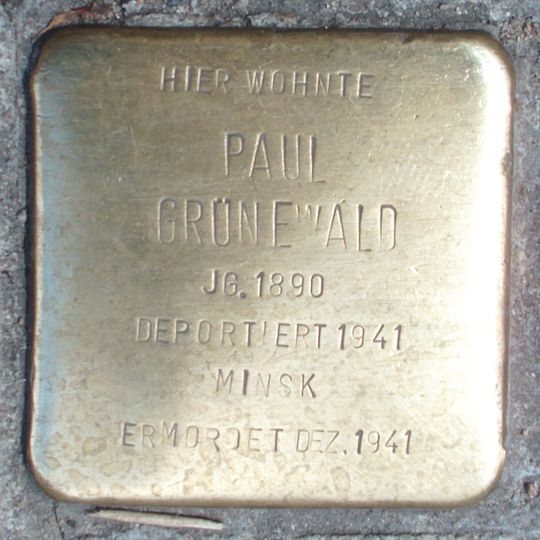 HIER WOHNTE
PAUL
GRÜNEWALD
JG. 1890
DEPORTIERT 1941
MINSK
ERMORDET DEZ. 1941